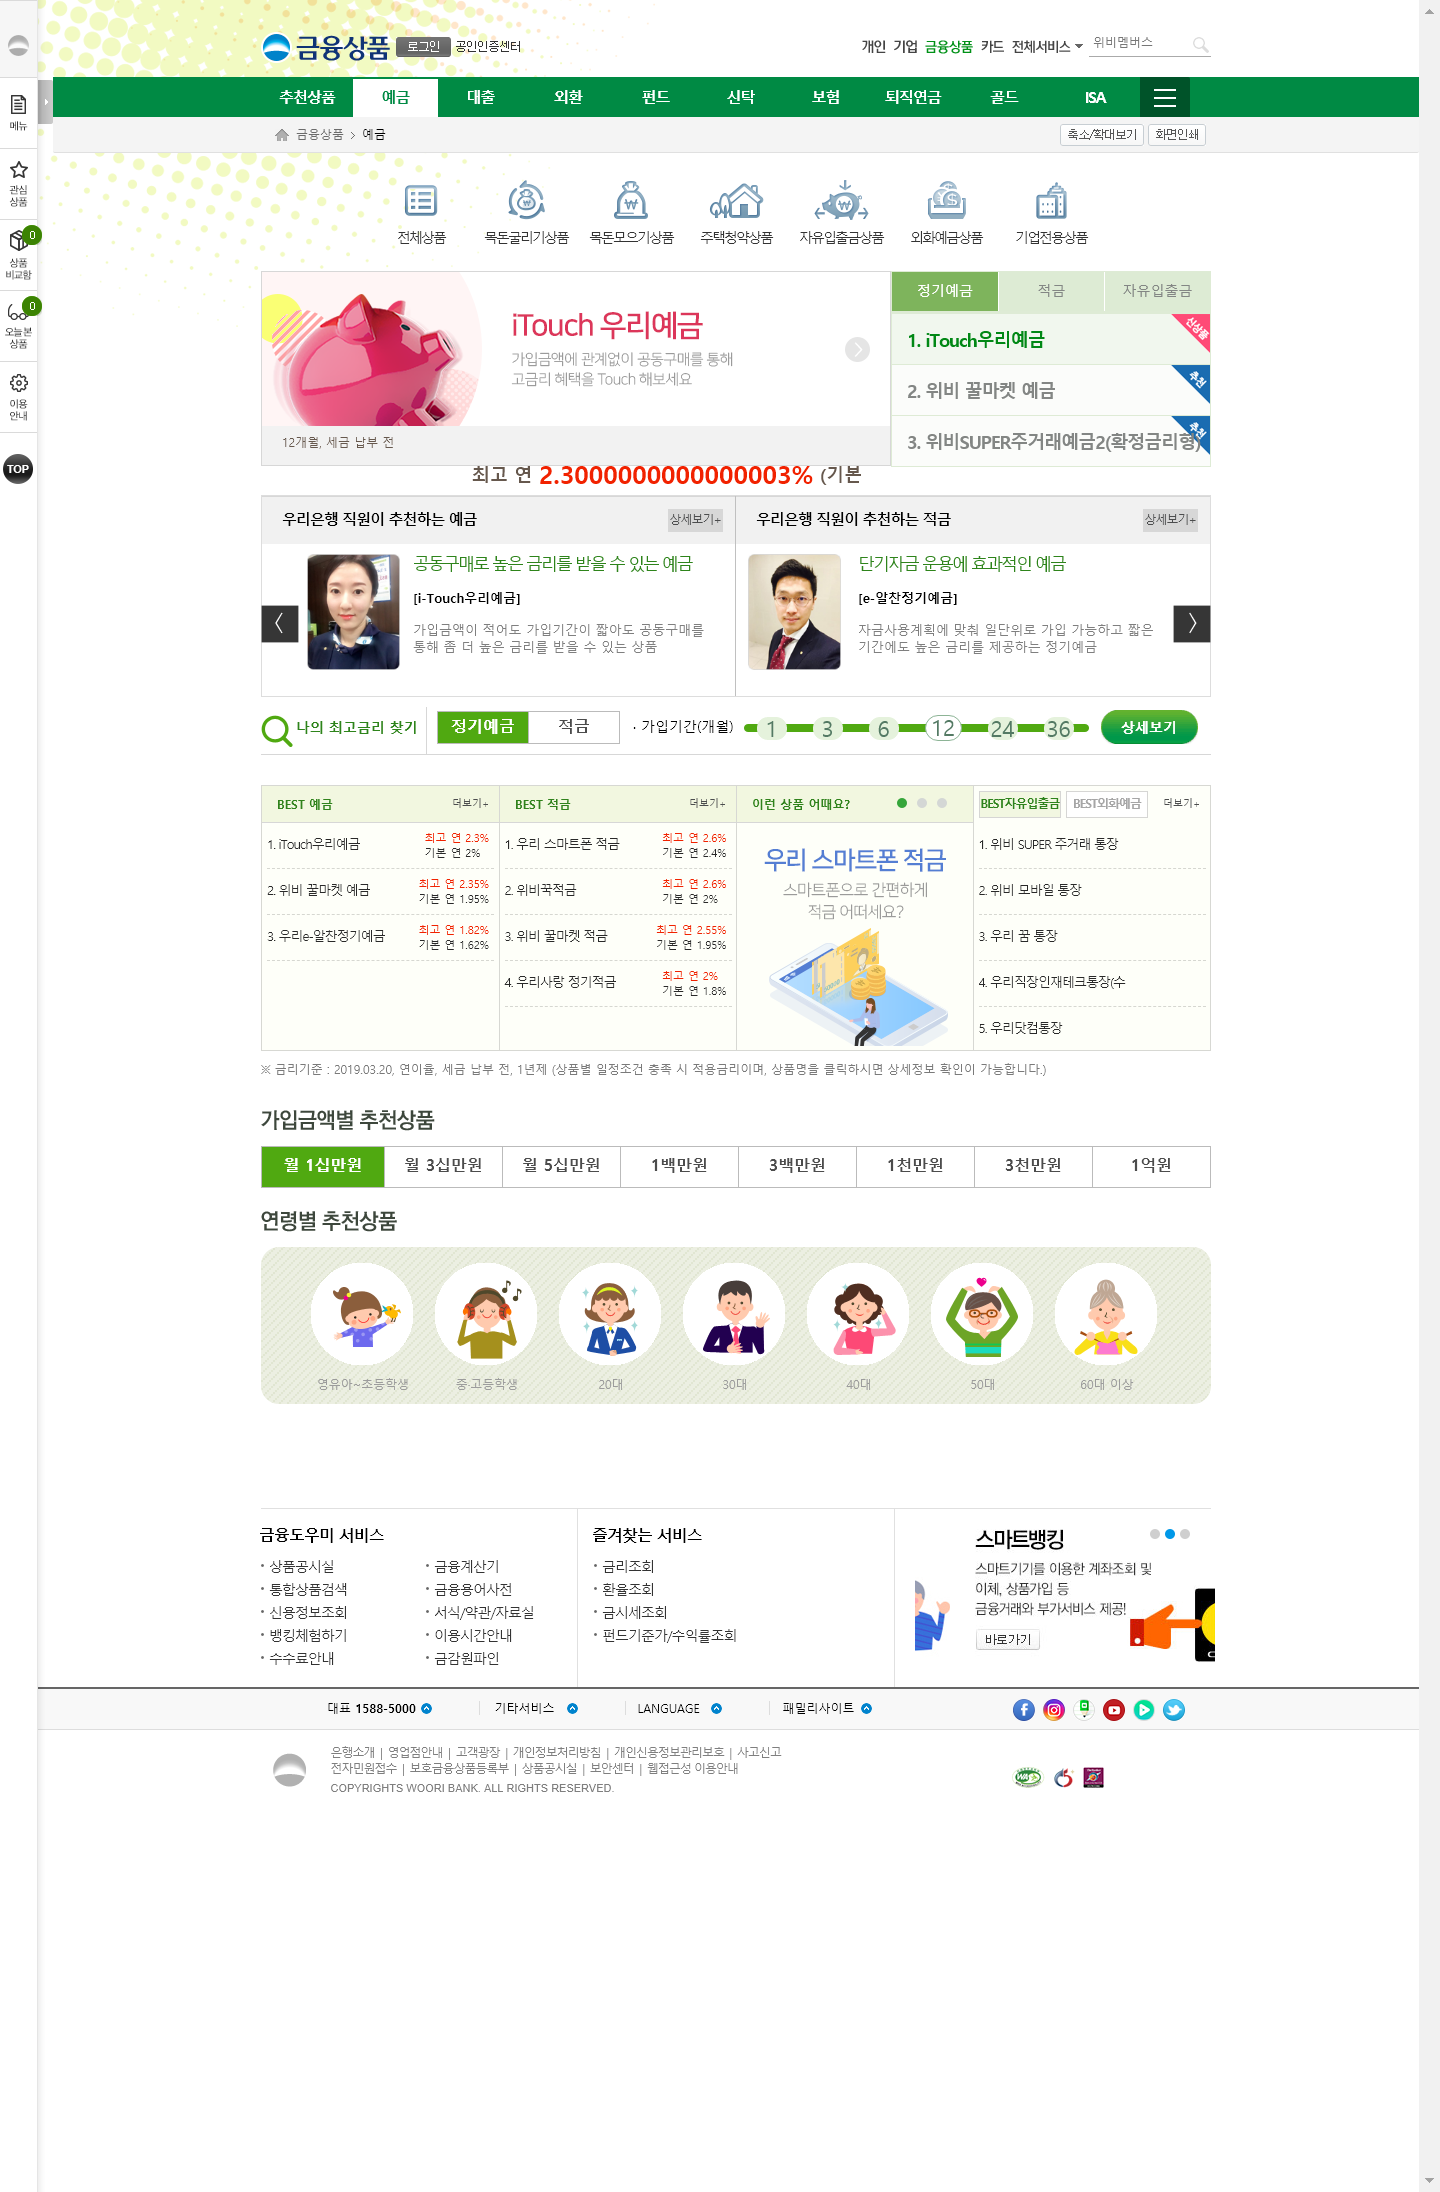 금융상품 로그인 공인인증센터
개인 기업 금융상품 카드 전체서비스 위비멤버스
추천상품 예금 대출 외환 펀드 신탁 보험 퇴직연금 골드 ISA
금융상품 > 예금
축소/확대보기 화면인쇄
메뉴
관심
상품
0
상품
비교함
0
오늘본
상품
이용
안내
TOP
전체상품 목돈굴리기상품 목돈모으기상품 주택청약상품 자유입출금상품 외화예금상품 기업전용상품
iTouch 우리예금
가입금액에 관계없이 공동구매를 통해
고금리 혜택을 Touch 해보세요
12개월, 세금 납부 전
최고 연 2.3000000000000003% (기본
정기예금 적금 자유입출금
1. iTouch우리예금
신상품
2. 위비 꿀마켓 예금
추천
3. 위비SUPER주거래예금2(확정금리형)
추천
우리은행 직원이 추천하는 예금 상세보기+
공동구매로 높은 금리를 받을 수 있는 예금
[i-Touch우리예금]
가입금액이 적어도 가입기간이 짧아도 공동구매를
통해 좀 더 높은 금리를 받을 수 있는 상품
우리은행 직원이 추천하는 적금 상세보기+
단기자금 운용에 효과적인 예금
[e-알찬정기예금]
자금사용계획에 맞춰 일단위로 가입 가능하고 짧은
기간에도 높은 금리를 제공하는 정기예금
나의 최고금리 찾기 정기예금 적금 · 가입기간(개월) 1 3 6 12 24 36 상세보기
BEST 예금 더보기+
1. iTouch우리예금 최고 연 2.3%
기본 연 2%
2. 위비 꿀마켓 예금 최고 연 2.35%
기본 연 1.95%
3. 우리e-알찬정기예금 최고 연 1.82%
기본 연 1.62%
BEST 적금 더보기+
1. 우리 스마트폰 적금 최고 연 2.6%
기본 연 2.4%
2. 위비꾹적금 최고 연 2.6%
기본 연 2%
3. 위비 꿀마켓 적금 최고 연 2.55%
기본 연 1.95%
4. 우리사랑 정기적금 최고 연 2%
기본 연 1.8%
이런 상품 어때요?
우리 스마트폰 적금
스마트폰으로 간편하게
적금 어떠세요?
BEST자유입출금 BEST외화예금 더보기+
1. 위비 SUPER 주거래 통장
2. 위비 모바일 통장
3. 우리 꿈 통장
4. 우리직장인재테크통장(수
5. 우리닷컴통장
※ 금리기준 : 2019.03.20, 연이율, 세금 납부 전, 1년제 (상품별 일정조건 충족 시 적용금리이며, 상품명을 클릭하시면 상세정보 확인이 가능합니다.)
가입금액별 추천상품
월 1십만원 월 3십만원 월 5십만원 1백만원 3백만원 1천만원 3천만원 1억원
연령별 추천상품
영유아~초등학생 중·고등학생 20대 30대 40대 50대 60대 이상
금융도우미 서비스
· 상품공시실
· 통합상품검색
· 신용정보조회
· 뱅킹체험하기
· 수수료안내
· 금융계산기
· 금융용어사전
· 서식/약관/자료실
· 이용시간안내
· 금감원파인
즐겨찾는 서비스
· 금리조회
· 환율조회
· 금시세조회
· 펀드기준가/수익률조회
스마트뱅킹
스마트기기를 이용한 계좌조회 및
이체, 상품가입 등
금융거래와 부가서비스 제공!
바로가기
대표 1588-5000 기타서비스 LANGUAGE 패밀리사이트
은행소개 | 영업점안내 | 고객광장 | 개인정보처리방침 | 개인신용정보관리보호 | 사고신고
전자민원접수 | 보호금융상품등록부 | 상품공시실 | 보안센터 | 웹접근성 이용안내
COPYRIGHTS WOORI BANK. ALL RIGHTS RESERVED.
WA